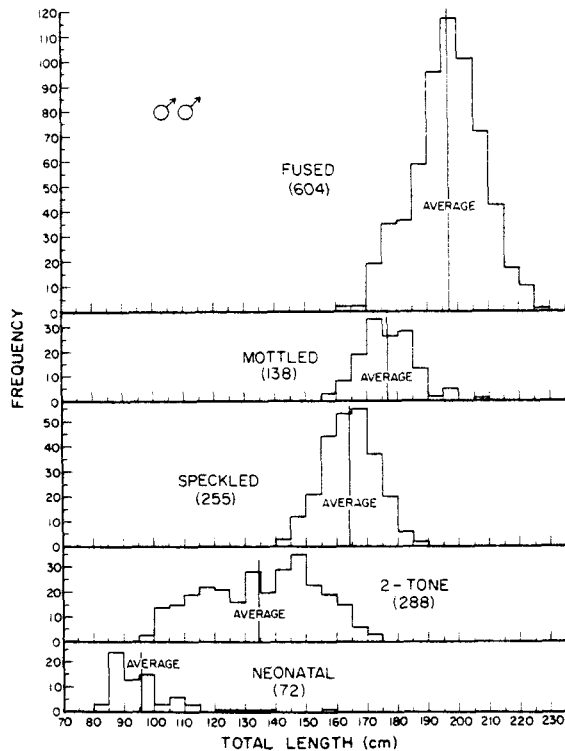 120
110
100
90
80
70
60
50
40
30
20
10
0
♂♂
FUSED
(604)
AVERAGE
FREQUENCY
30
20
10
0
MOTTLED
(138)
AVERAGE
50
40
30
20
10
0
SPECKLED
(255)
AVERAGE
30
20
10
0
2-TONE
(288)
AVERAGE
20
10
0
NEONATAL
(72)
AVERAGE
70 80 90 100 110 120 130 140 150 160 170 180 190 200 210 220 230
TOTAL LENGTH (cm)